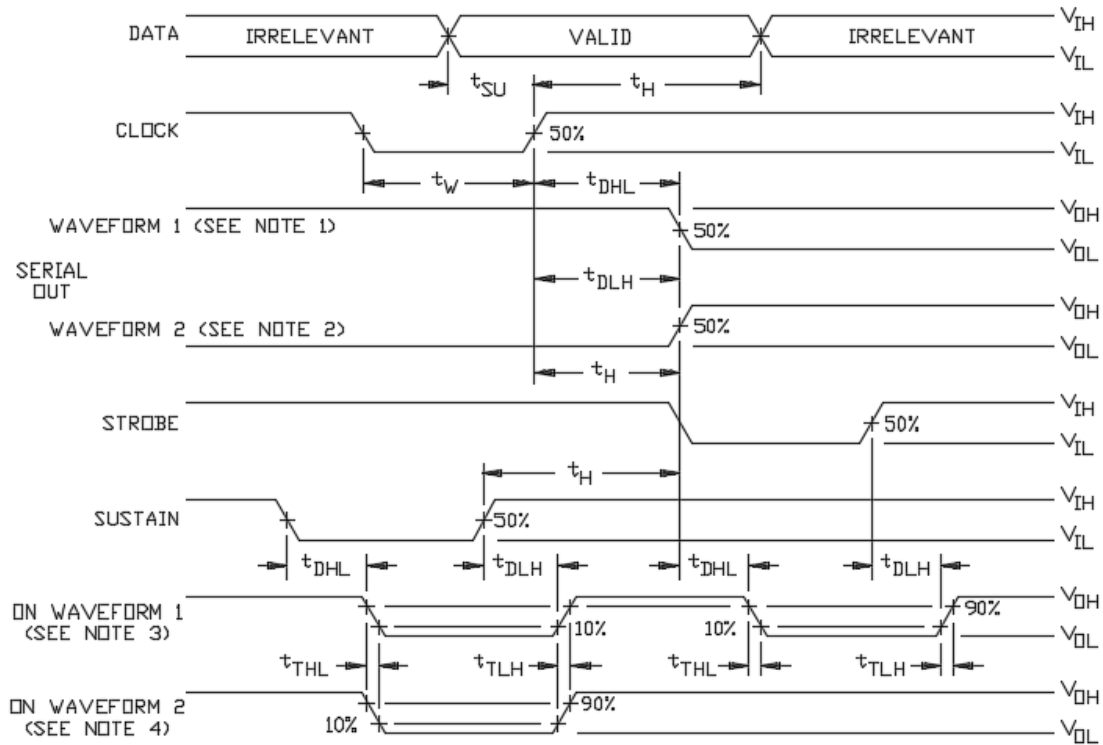 DATA IRRELEVANT VALID IRRELEVANT VIH
VIL
tSU tH
CLOCK 50% VIH
VIL
tW tDHL
WAVEFORM 1 (SEE NOTE 1) 50% VOH
VOL
SERIAL
OUT
tDLH
WAVEFORM 2 (SEE NOTE 2) 50% VOH
VOL
tH
STROBE 50% VIH
VIL
tH
SUSTAIN 50% VIH
VIL
tDHL tDLH tDHL tDLH
ON WAVEFORM 1 90% VOH
(SEE NOTE 3) 10% 10% VOL
tTHL tTLH tTHL tTLH
ON WAVEFORM 2 90% VOH
(SEE NOTE 4) 10% VOL